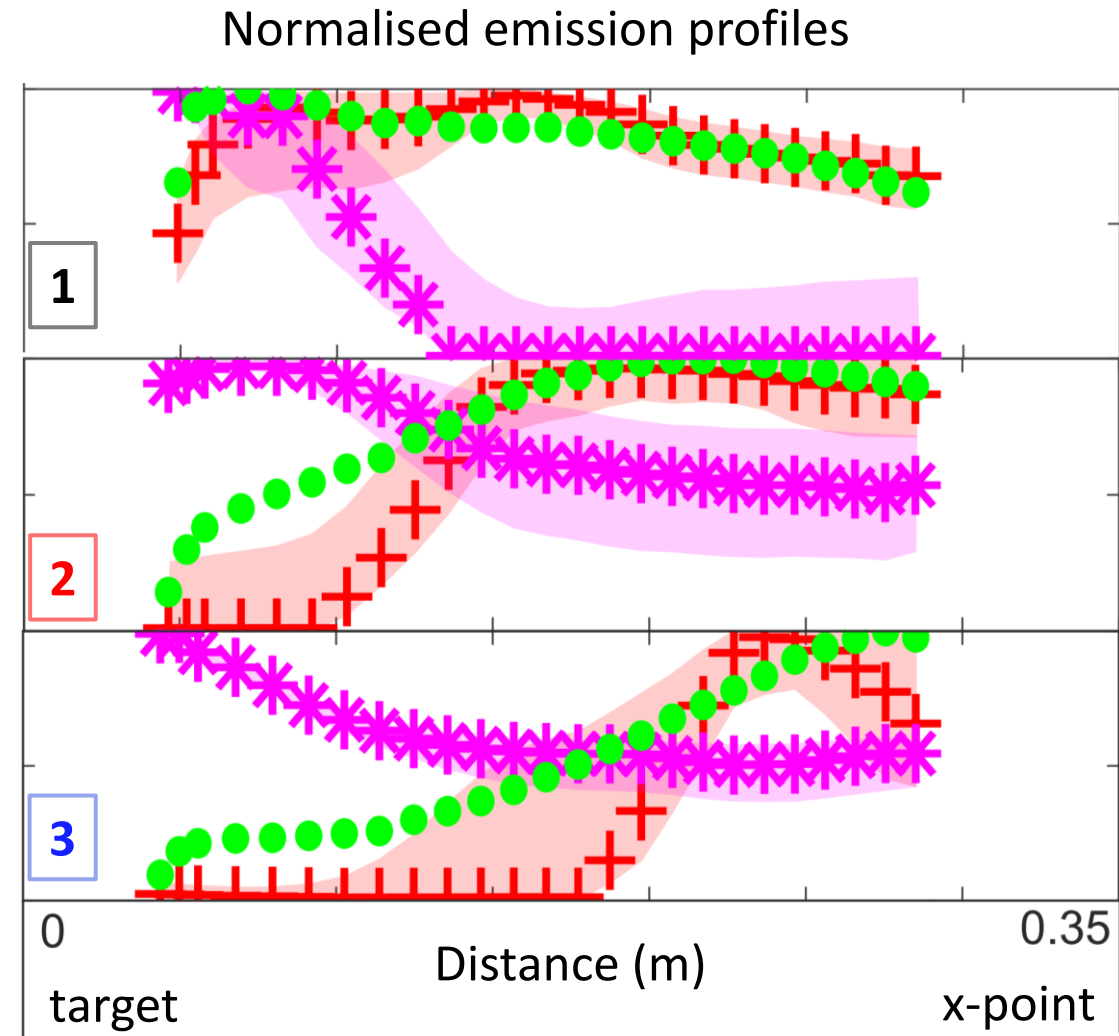 Normalised emission profiles
1
2
3
0
0.35
Distance (m)
target
x-point